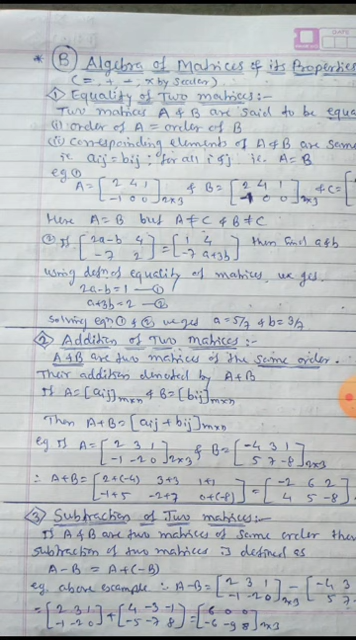 DATE
* (B) Algebra of Matrices & its Properties
(=, +, -, × by scalar)
① Equality of Two matrices:-
Two matrices A & B are said to be equal
(i) order of A = order of B
(ii) Corresponding elements of A & B are same
ie aij = bij ; for all i & j ie. A = B
eg ①
A = [2 4 1; -1 0 0]2×3 & B = [2 4 1; -1 0 0]2×3 & C = [
Here A = B but A ≠ C & B ≠ C
② If [2a-b 4; -7 2] = [1 4; -7 a+3b] then find a & b
using defn of equality of matrices, we get.
2a-b = 1 — ①
a+3b = 2 — ②
Solving eqn ① & ② we get a = 5/7 & b = 3/7
② Addition of Two matrices :-
A & B are two matrices of the same order.
Their addition denoted by A+B
If A = [aij]m×n & B = [bij]m×n
Then A+B = [aij + bij]m×n
eg If A = [2 3 1; -1 -2 0]2×3 & B = [-4 3 1; 5 7 -8]2×3
∴ A+B = [2+(-4) 3+3 1+1; -1+5 -2+7 0+(-8)] = [-2 6 2; 4 5 -8]
③ Subtraction of Two matrices:-
If A & B are two matrices of same order then
subtraction of two matrices is defined as
A - B = A + (-B)
eg. above example ∴ A-B = [2 3 1; -1 -2 0]2×3 - [-4 3; 5 7
= [2 3 1; -1 -2 0] + [4 -3 -1; -5 -7 8] = [6 0 0; -6 -9 8]2×3